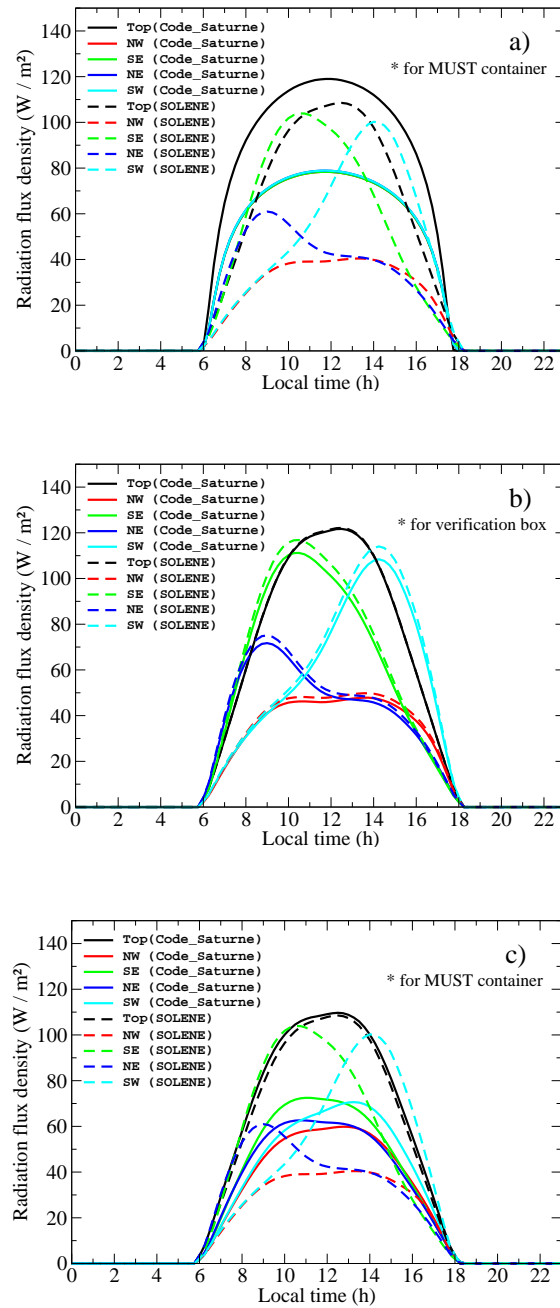 140
120
100
80
60
40
20
0
Radiation flux density (W / m²)
Top(Code_Saturne)
NW (Code_Saturne)
SE (Code_Saturne)
NE (Code_Saturne)
SW (Code_Saturne)
Top(SOLENE)
NW (SOLENE)
SE (SOLENE)
NE (SOLENE)
SW (SOLENE)
a)
* for MUST container
0 2 4 6 8 10 12 14 16 18 20 22
Local time (h)
140
120
100
80
60
40
20
0
Radiation flux density (W / m²)
Top(Code_Saturne)
NW (Code_Saturne)
SE (Code_Saturne)
NE (Code_Saturne)
SW (Code_Saturne)
Top(SOLENE)
NW (SOLENE)
SE (SOLENE)
NE (SOLENE)
SW (SOLENE)
b)
* for verification box
0 2 4 6 8 10 12 14 16 18 20 22
Local time (h)
140
120
100
80
60
40
20
0
Radiation flux density (W / m²)
Top(Code_Saturne)
NW (Code_Saturne)
SE (Code_Saturne)
NE (Code_Saturne)
SW (Code_Saturne)
Top(SOLENE)
NW (SOLENE)
SE (SOLENE)
NE (SOLENE)
SW (SOLENE)
c)
* for MUST container
0 2 4 6 8 10 12 14 16 18 20 22
Local time (h)